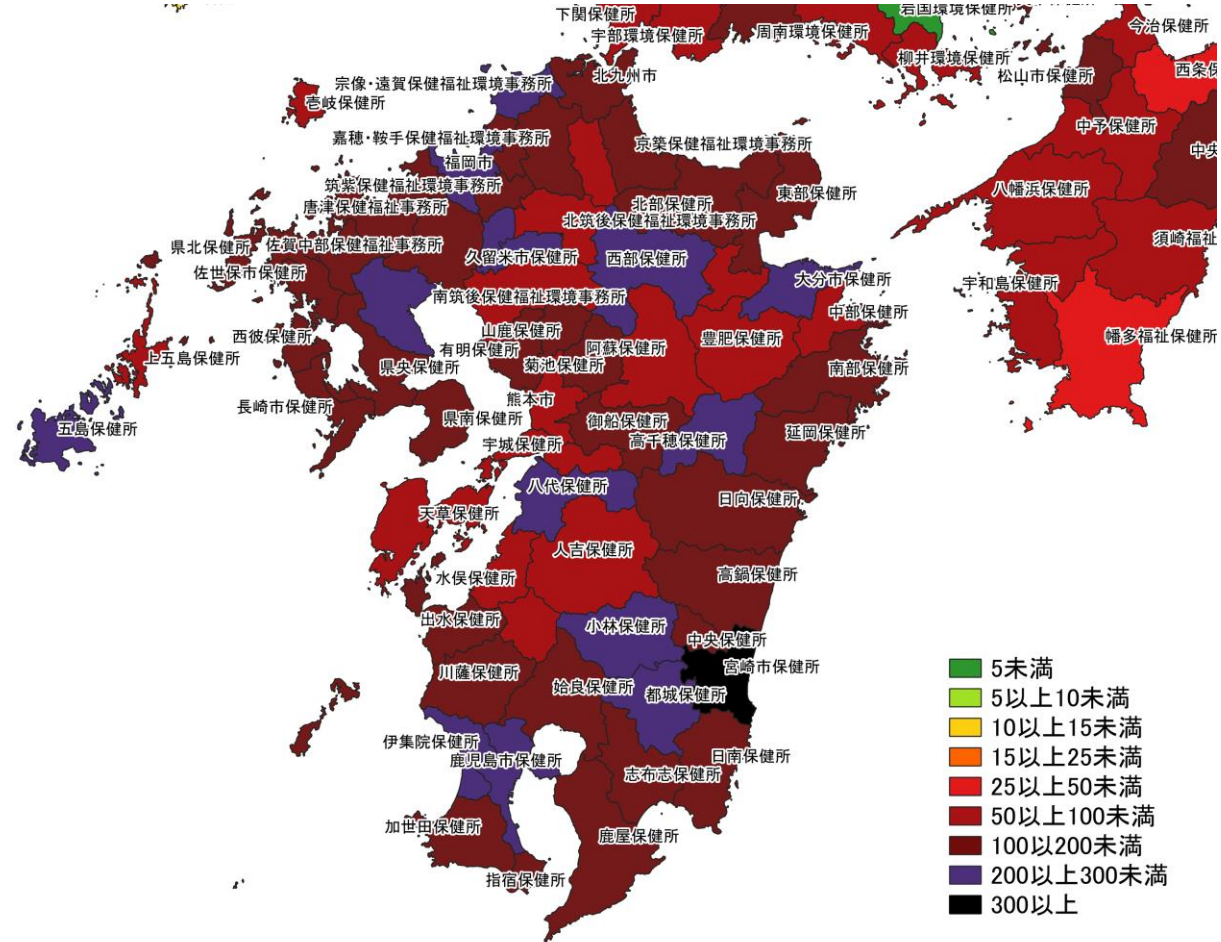 下関保健所
岩国環境保健所
宇部環境保健所
周南環境保健所
今治保健所
柳井環境保健所
松山市保健所
西条保
北九州市
宗像・遠賀保健福祉環境事務所
壱岐保健所
中予保健所
嘉穂・鞍手保健福祉環境事務所
京築保健福祉環境事務所
中央
福岡市
筑紫保健福祉環境事務所
東部保健所
八幡浜保健所
唐津保健福祉事務所
北部保健所
北筑後保健福祉環境事務所
県北保健所
佐賀中部保健福祉事務所
須崎福祉
久留米市保健所
西部保健所
佐世保市保健所
大分市保健所
宇和島保健所
南筑後保健福祉環境事務所
中部保健所
山鹿保健所
西彼保健所
豊肥保健所
幡多福祉保健所
有明保健所
阿蘇保健所
上五島保健所
県央保健所
菊池保健所
南部保健所
熊本市
長崎市保健所
県南保健所
御船保健所
五島保健所
延岡保健所
宇城保健所
高千穂保健所
八代保健所
日向保健所
天草保健所
人吉保健所
水俣保健所
高鍋保健所
出水保健所
小林保健所
中央保健所
宮崎市保健所
川薩保健所
姶良保健所
都城保健所
伊集院保健所
鹿児島市保健所
日南保健所
志布志保健所
加世田保健所
鹿屋保健所
指宿保健所
5未満
5以上10未満
10以上15未満
15以上25未満
25以上50未満
50以上100未満
100以200未満
200以上300未満
300以上